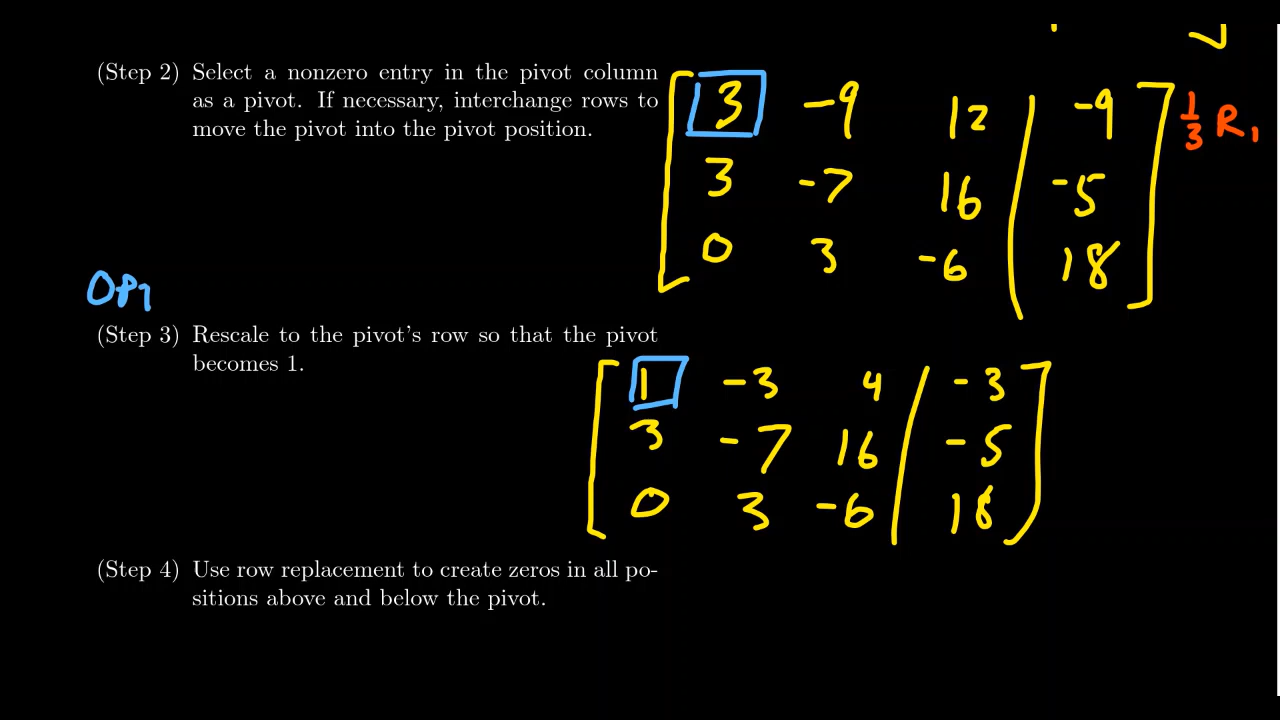 (Step 2) Select a nonzero entry in the pivot column
as a pivot. If necessary, interchange rows to
move the pivot into the pivot position.
3 -9 12 -9 1/3 R1
3 -7 16 -5
0 3 -6 18
OPT
(Step 3) Rescale to the pivot's row so that the pivot
becomes 1.
1 -3 4 -3
3 -7 16 -5
0 3 -6 18
(Step 4) Use row replacement to create zeros in all po-
sitions above and below the pivot.